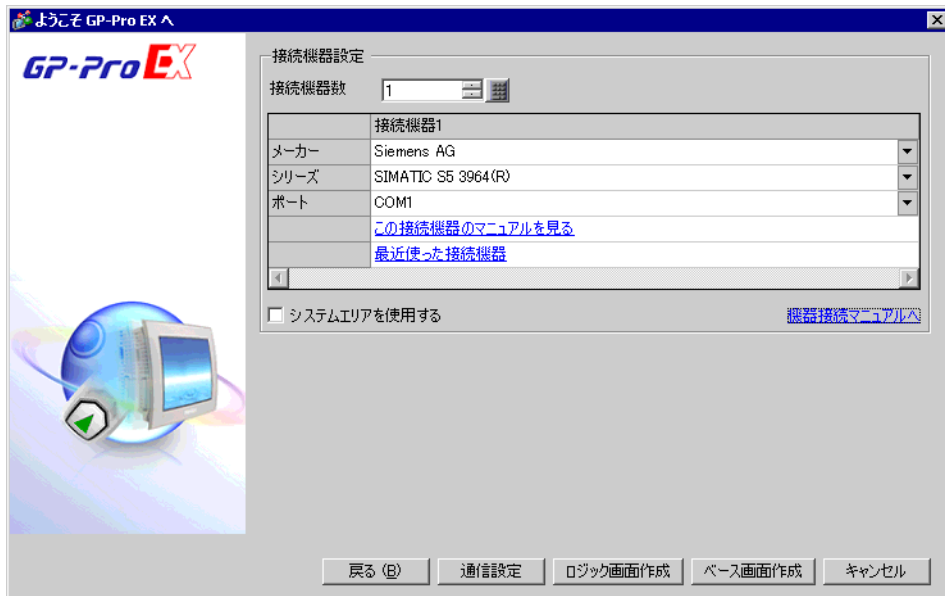 ようこそ GP-Pro EX へ
GP-Pro EX
接続機器設定
接続機器数 1
接続機器1
メーカー Siemens AG
シリーズ SIMATIC S5 3964(R)
ポート COM1
この接続機器のマニュアルを見る
最近使った接続機器
システムエリアを使用する 機器接続マニュアルへ
戻る (B) 通信設定 ロジック画面作成 ベース画面作成 キャンセル